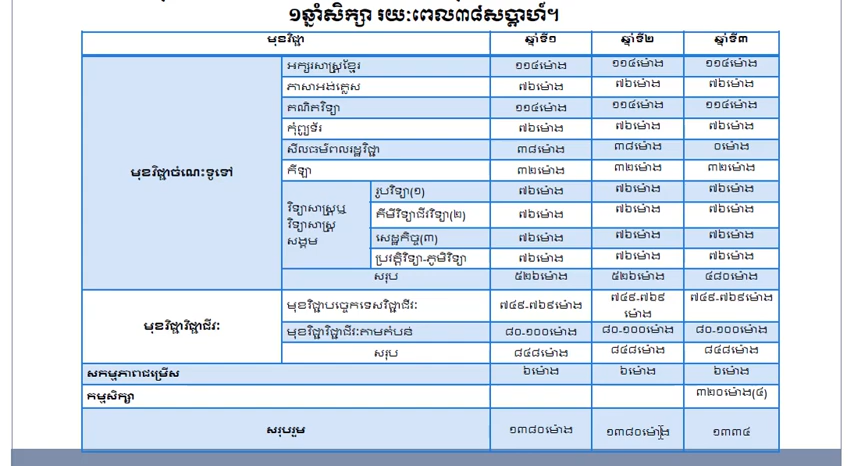 ១ឆ្នាំសិក្សា រយៈពេល៣៨សប្តាហ៍។
មុខវិជ្ជា ឆ្នាំទី១ ឆ្នាំទី២ ឆ្នាំទី៣
មុខវិជ្ជាចំណេះទូទៅ
អក្សរសាស្ត្រខ្មែរ ១១៤ម៉ោង ១១៤ម៉ោង ១១៤ម៉ោង
ភាសាអង់គ្លេស ៧៦ម៉ោង ៧៦ម៉ោង ៧៦ម៉ោង
គណិតវិទ្យា ១១៤ម៉ោង ១១៤ម៉ោង ១១៤ម៉ោង
កុំព្យូទ័រ ៧៦ម៉ោង ៧៦ម៉ោង ៧៦ម៉ោង
សីលធម៌ពលរដ្ឋវិជ្ជា ៣៨ម៉ោង ៣៨ម៉ោង ០ម៉ោង
កីឡា ៣២ម៉ោង ៣២ម៉ោង ៣២ម៉ោង
វិទ្យាសាស្ត្រឬ
វិទ្យាសាស្ត្រ
សង្គម
រូបវិទ្យា(១) ៧៦ម៉ោង ៧៦ម៉ោង ៧៦ម៉ោង
គីមីវិទ្យាជីវវិទ្យា(២) ៧៦ម៉ោង ៧៦ម៉ោង ៧៦ម៉ោង
សេដ្ឋកិច្ច(៣) ៧៦ម៉ោង ៧៦ម៉ោង ៧៦ម៉ោង
ប្រវត្តិវិទ្យា-ភូមិវិទ្យា ៧៦ម៉ោង ៧៦ម៉ោង ៧៦ម៉ោង
សរុប ៥២៦ម៉ោង ៥២៦ម៉ោង ៤៨០ម៉ោង
មុខវិជ្ជាវិជ្ជាជីវៈ
មុខវិជ្ជាបច្ចេកទេសវិជ្ជាជីវៈ ៧៤៩-៧៦៩ម៉ោង ៧៤៩-៧៦៩
ម៉ោង ៧៤៩-៧៦៩ម៉ោង
មុខវិជ្ជាវិជ្ជាជីវៈតាមតំបន់ ៨០-១០០ម៉ោង ៨០-១០០ម៉ោង ៨០-១០០ម៉ោង
សរុប ៨៤៨ម៉ោង ៨៤៨ម៉ោង ៨៤៨ម៉ោង
សកម្មភាពជម្រើស ៦ម៉ោង ៦ម៉ោង ៦ម៉ោង
កម្មសិក្សា ៣២០ម៉ោង(៤)
សរុបរួម ១៣៨០ម៉ោង ១៣៨០ម៉ោង ១៣៣៤